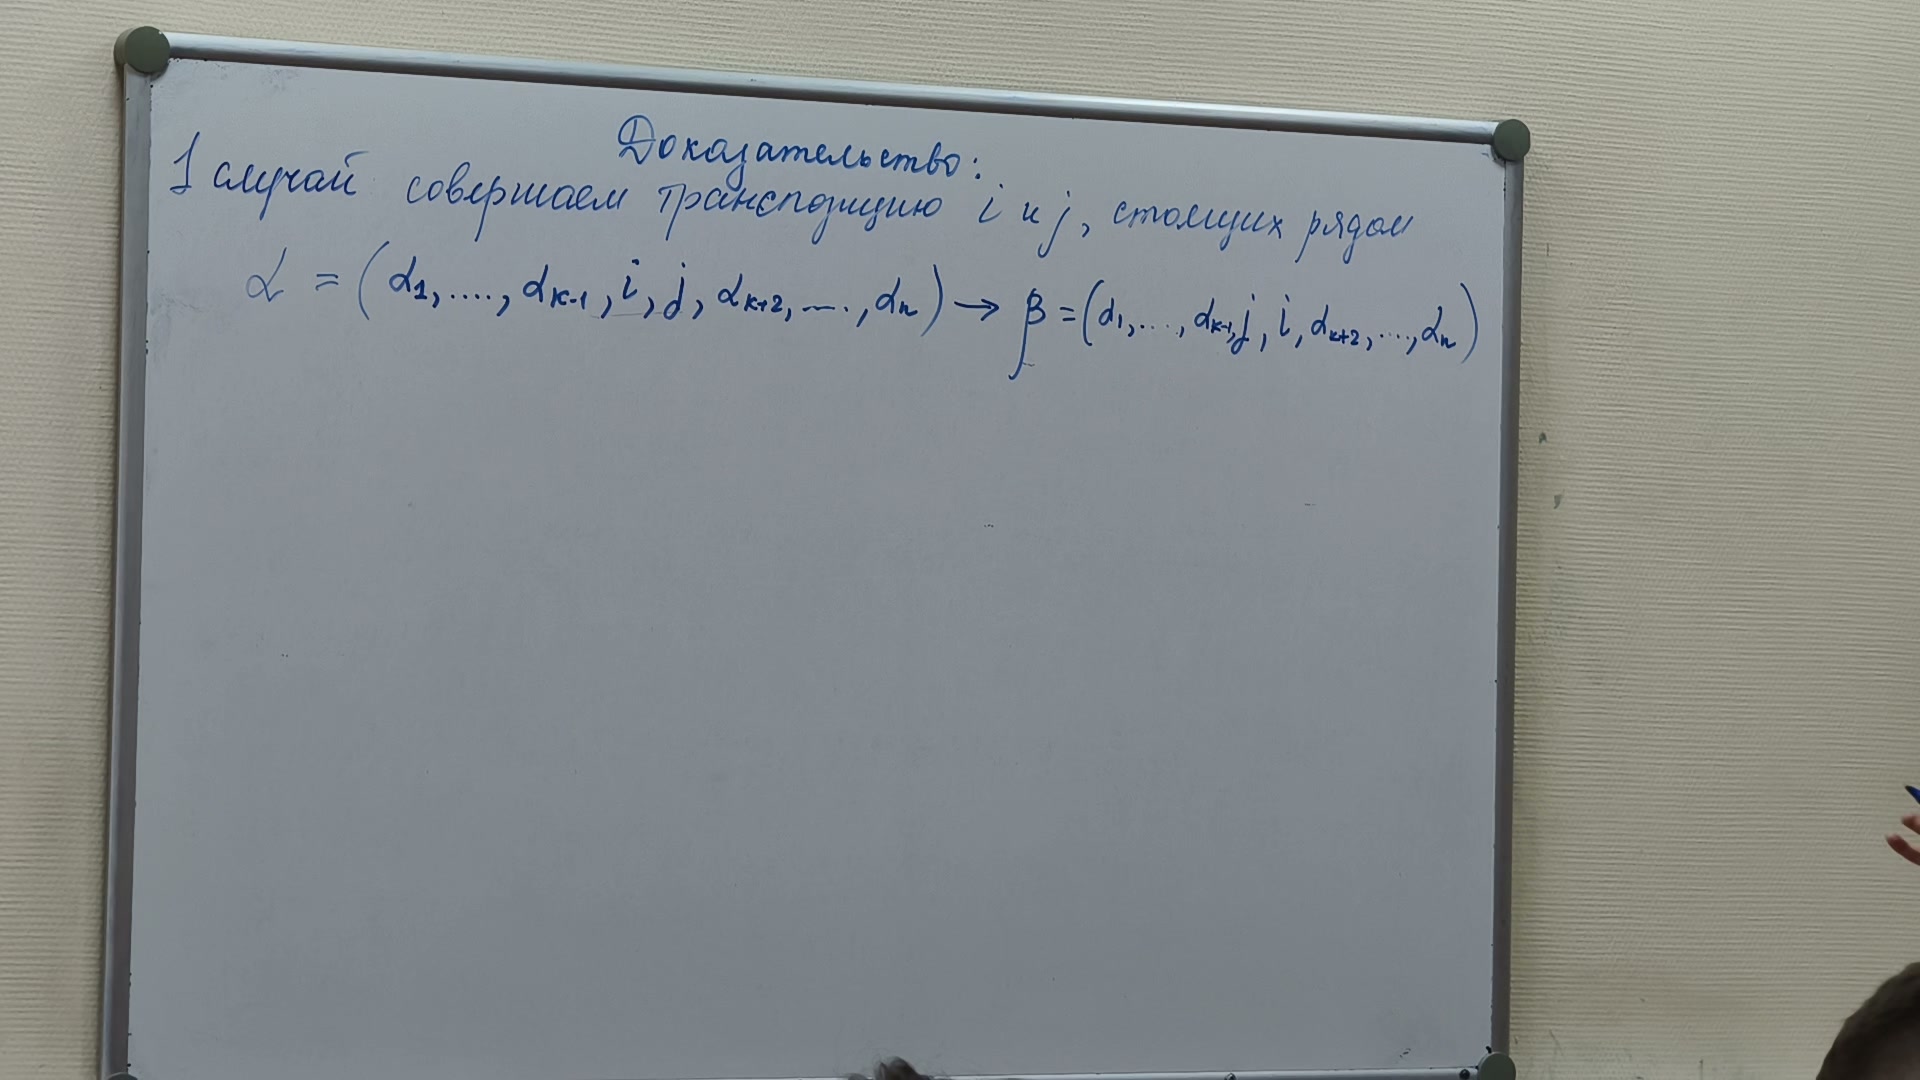 Доказательство:
1 случай совершаем транспозицию i и j, стоящих рядом
α = (α₁, ...., αₖ₋₁, i, j, αₖ₊₂, ...., αₙ) → β = (α₁, ...., αₖ₋₁, j, i, αₖ₊₂, ...., αₙ)